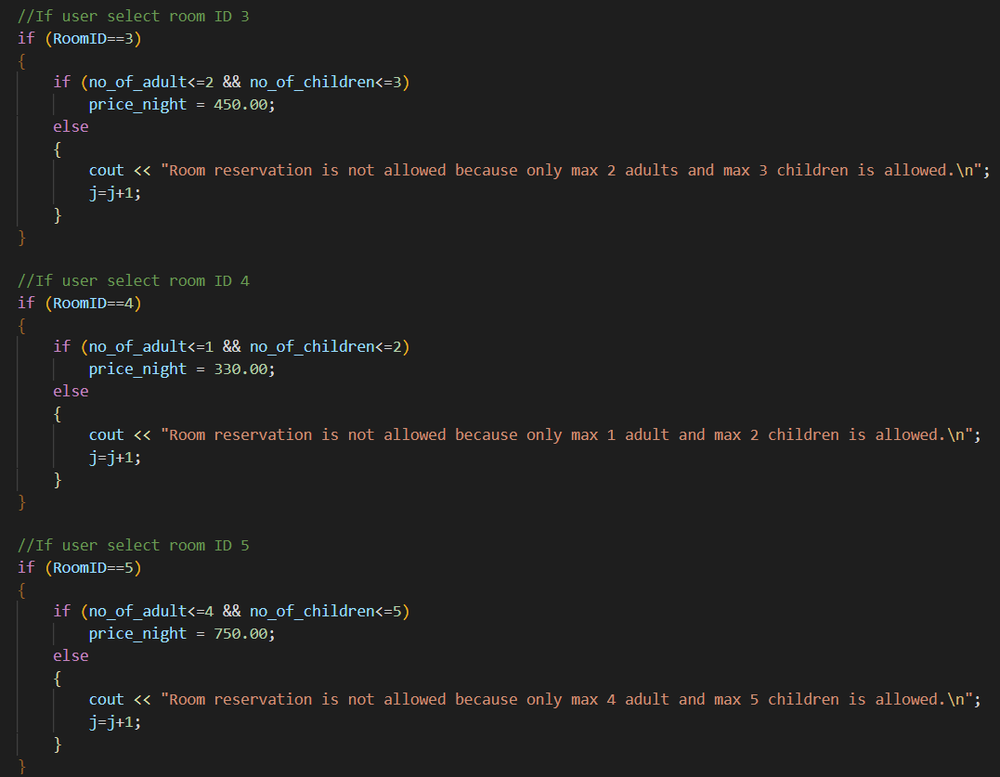 //If user select room ID 3
if (RoomID==3)
{
    if (no_of_adult<=2 && no_of_children<=3)
        price_night = 450.00;
    else
    {
        cout << "Room reservation is not allowed because only max 2 adults and max 3 children is allowed.\n";
        j=j+1;
    }
}

//If user select room ID 4
if (RoomID==4)
{
    if (no_of_adult<=1 && no_of_children<=2)
        price_night = 330.00;
    else
    {
        cout << "Room reservation is not allowed because only max 1 adult and max 2 children is allowed.\n";
        j=j+1;
    }
}

//If user select room ID 5
if (RoomID==5)
{
    if (no_of_adult<=4 && no_of_children<=5)
        price_night = 750.00;
    else
    {
        cout << "Room reservation is not allowed because only max 4 adult and max 5 children is allowed.\n";
        j=j+1;
    }
}